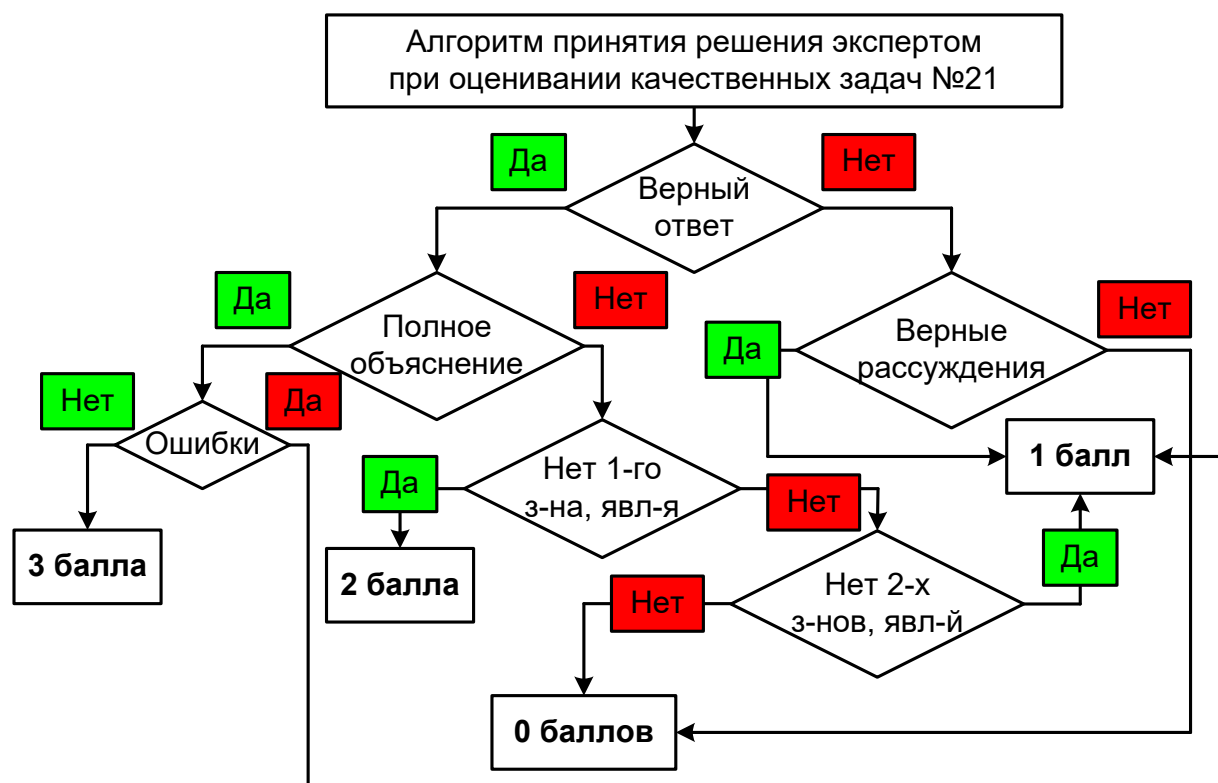 Алгоритм принятия решения экспертом
при оценивании качественных задач №21
Да
Нет
Верный
ответ
Да
Нет
Нет
Полное
объяснение
Да
Верные
рассуждения
Нет
Да
Ошибки
1 балл
Да
Нет 1-го
з-на, явл-я
Нет
3 балла
2 балла
Да
Нет
Нет 2-х
з-нов, явл-й
0 баллов